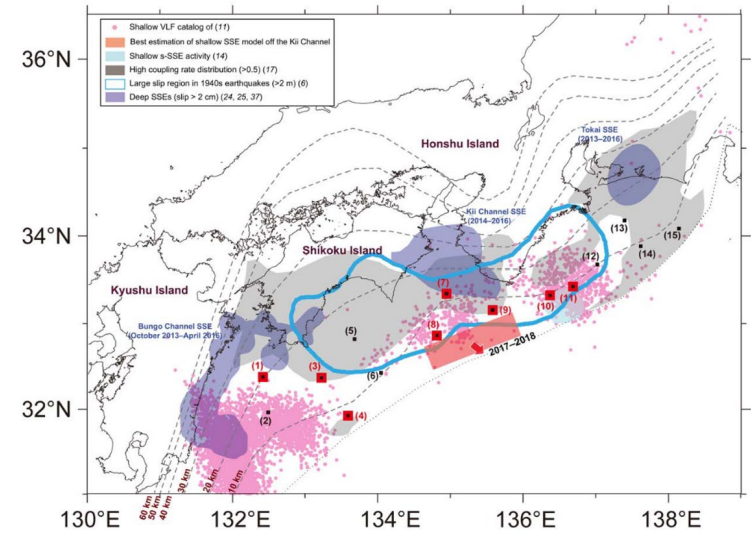 Shallow VLF catalog of (11)
Best estimation of shallow SSE model off the Kii Channel
Shallow s-SSE activity (14)
High coupling rate distribution (>0.5) (17)
Large slip region in 1940s earthquakes (>2 m) (6)
Deep SSEs (slip > 2 cm) (24, 25, 37)
36°N
34°N
32°N
Honshu Island
Tokai SSE
(2013–2016)
Kii Channel SSE
(2014–2016)
Shikoku Island
Kyushu Island
Bungo Channel SSE
(October 2013–April 2016)
(13)
(15)
(14)
(12)
(7)
(10)
(11)
(9)
(8)
(5)
2017–2018
(1)
(3)
(6)
(2)
(4)
60 km
50 km
40 km
30 km
20 km
10 km
130°E
132°E
134°E
136°E
138°E